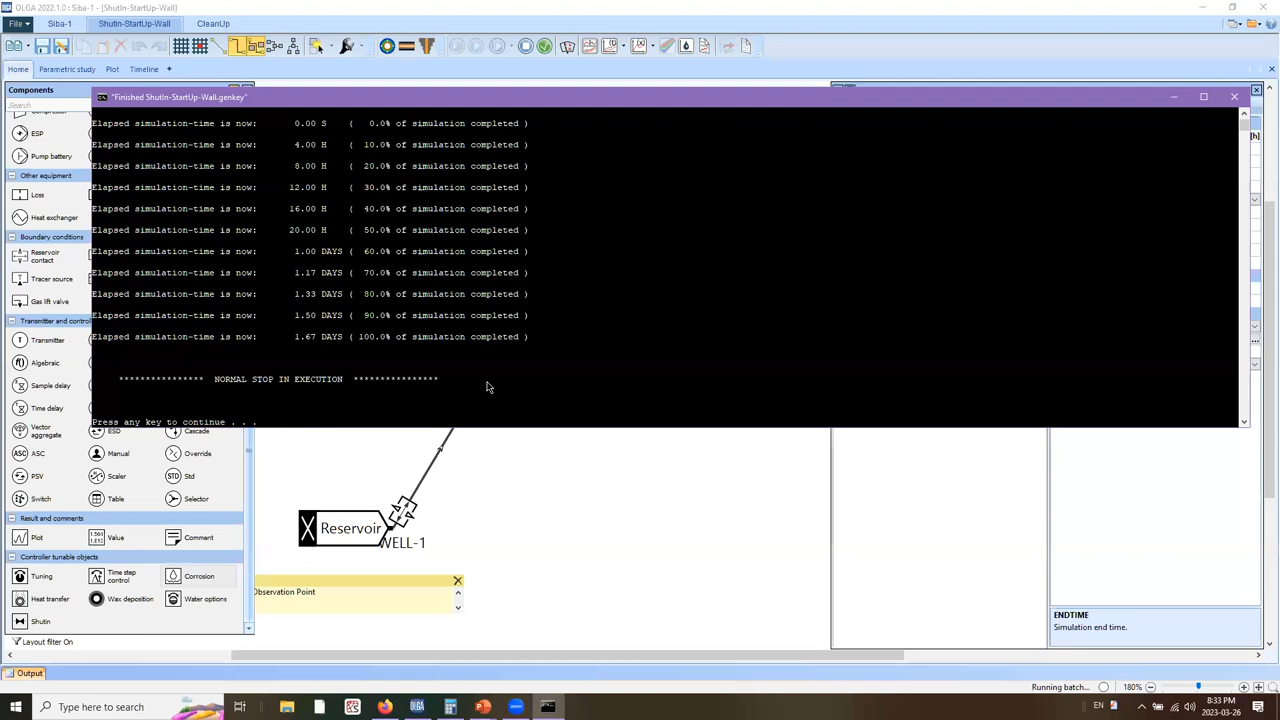 OLGA 2022.1.0 : Siba-1 : [ShutIn-StartUp-Wall]
File Siba-1 ShutIn-StartUp-Wall CleanUp
Home Parametric study Plot Timeline +
Components
Search
"Finished ShutIn-StartUp-Wall.genkey"
Elapsed simulation-time is now: 0.00 S ( 0.0% of simulation completed )
Elapsed simulation-time is now: 4.00 H ( 10.0% of simulation completed )
Elapsed simulation-time is now: 8.00 H ( 20.0% of simulation completed )
Elapsed simulation-time is now: 12.00 H ( 30.0% of simulation completed )
Elapsed simulation-time is now: 16.00 H ( 40.0% of simulation completed )
Elapsed simulation-time is now: 20.00 H ( 50.0% of simulation completed )
Elapsed simulation-time is now: 1.00 DAYS ( 60.0% of simulation completed )
Elapsed simulation-time is now: 1.17 DAYS ( 70.0% of simulation completed )
Elapsed simulation-time is now: 1.33 DAYS ( 80.0% of simulation completed )
Elapsed simulation-time is now: 1.50 DAYS ( 90.0% of simulation completed )
Elapsed simulation-time is now: 1.67 DAYS ( 100.0% of simulation completed )
**************** NORMAL STOP IN EXECUTION ****************
Press any key to continue . . .
ESP
Pump battery
Other equipment
Loss
Heat exchanger
Boundary conditions
Reservoir
contact
Tracer source
Gas lift valve
Transmitter and control
Transmitter
Algebraic
Sample delay
Time delay
Vector
aggregate
ESD
Cascade
ASC ASC
Manual
Override
PSV
Scaler
STD Std
Switch
Table
Selector
Result and comments
Plot
Value
Comment
Controller tunable objects
Tuning
Time step
control
Corrosion
Heat transfer
Wax deposition
Water options
Shutin
Layout filter On
Reservoir
WELL-1
Observation Point
[h]
ENDTIME
Simulation end time.
Output
Running batch...
180%
Type here to search
EN
8:33 PM
2023-03-26